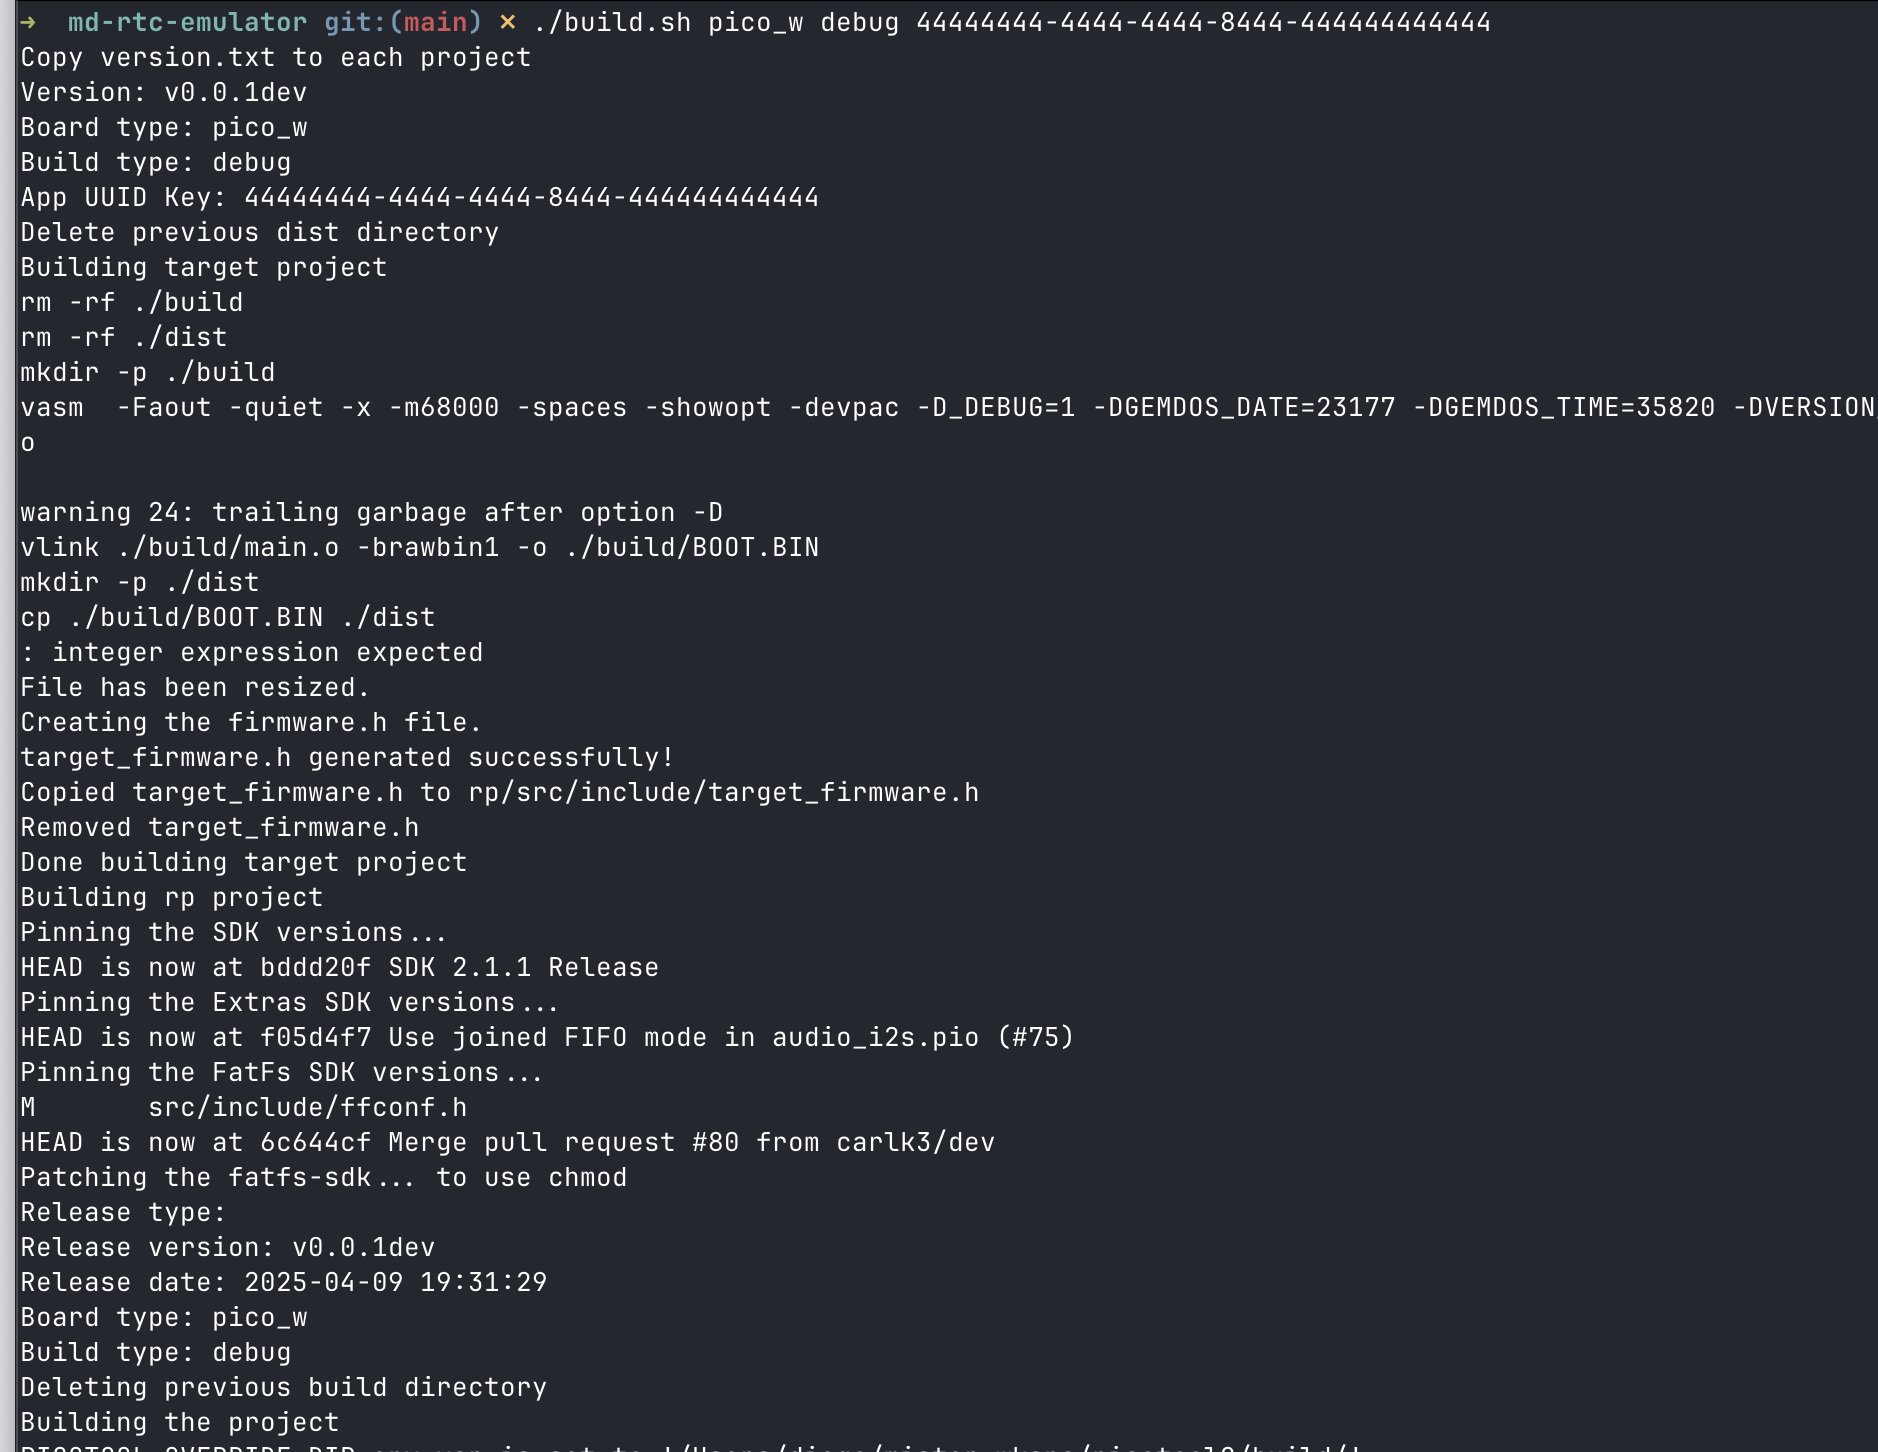 → md-rtc-emulator git:(main) × ./build.sh pico_w debug 44444444-4444-4444-8444-444444444444
Copy version.txt to each project
Version: v0.0.1dev
Board type: pico_w
Build type: debug
App UUID Key: 44444444-4444-4444-8444-444444444444
Delete previous dist directory
Building target project
rm -rf ./build
rm -rf ./dist
mkdir -p ./build
vasm  -Faout -quiet -x -m68000 -spaces -showopt -devpac -D_DEBUG=1 -DGEMDOS_DATE=23177 -DGEMDOS_TIME=35820 -DVERSION_
o
warning 24: trailing garbage after option -D
vlink ./build/main.o -brawbin1 -o ./build/BOOT.BIN
mkdir -p ./dist
cp ./build/BOOT.BIN ./dist
: integer expression expected
File has been resized.
Creating the firmware.h file.
target_firmware.h generated successfully!
Copied target_firmware.h to rp/src/include/target_firmware.h
Removed target_firmware.h
Done building target project
Building rp project
Pinning the SDK versions...
HEAD is now at bddd20f SDK 2.1.1 Release
Pinning the Extras SDK versions...
HEAD is now at f05d4f7 Use joined FIFO mode in audio_i2s.pio (#75)
Pinning the FatFs SDK versions...
M       src/include/ffconf.h
HEAD is now at 6c644cf Merge pull request #80 from carlk3/dev
Patching the fatfs-sdk... to use chmod
Release type:
Release version: v0.0.1dev
Release date: 2025-04-09 19:31:29
Board type: pico_w
Build type: debug
Deleting previous build directory
Building the project